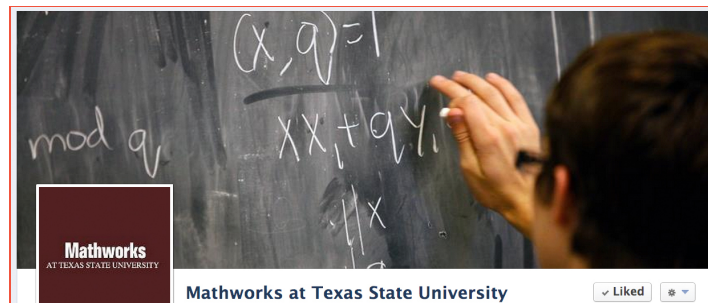 (x, q) = 1
mod q
xx₁ + qy₁
Mathworks
AT TEXAS STATE UNIVERSITY
Mathworks at Texas State University
Liked